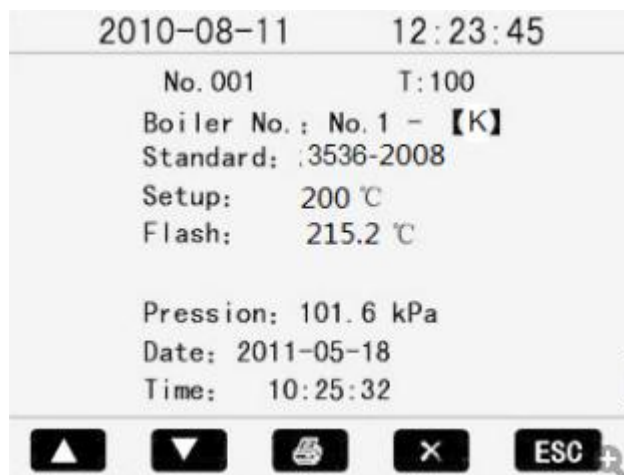 2010-08-11 12:23:45
No.001 T:100
Boiler No.: No.1 - 【K】
Standard: :3536-2008
Setup: 200 ℃
Flash: 215.2 ℃
Pression: 101.6 kPa
Date: 2011-05-18
Time: 10:25:32
ESC